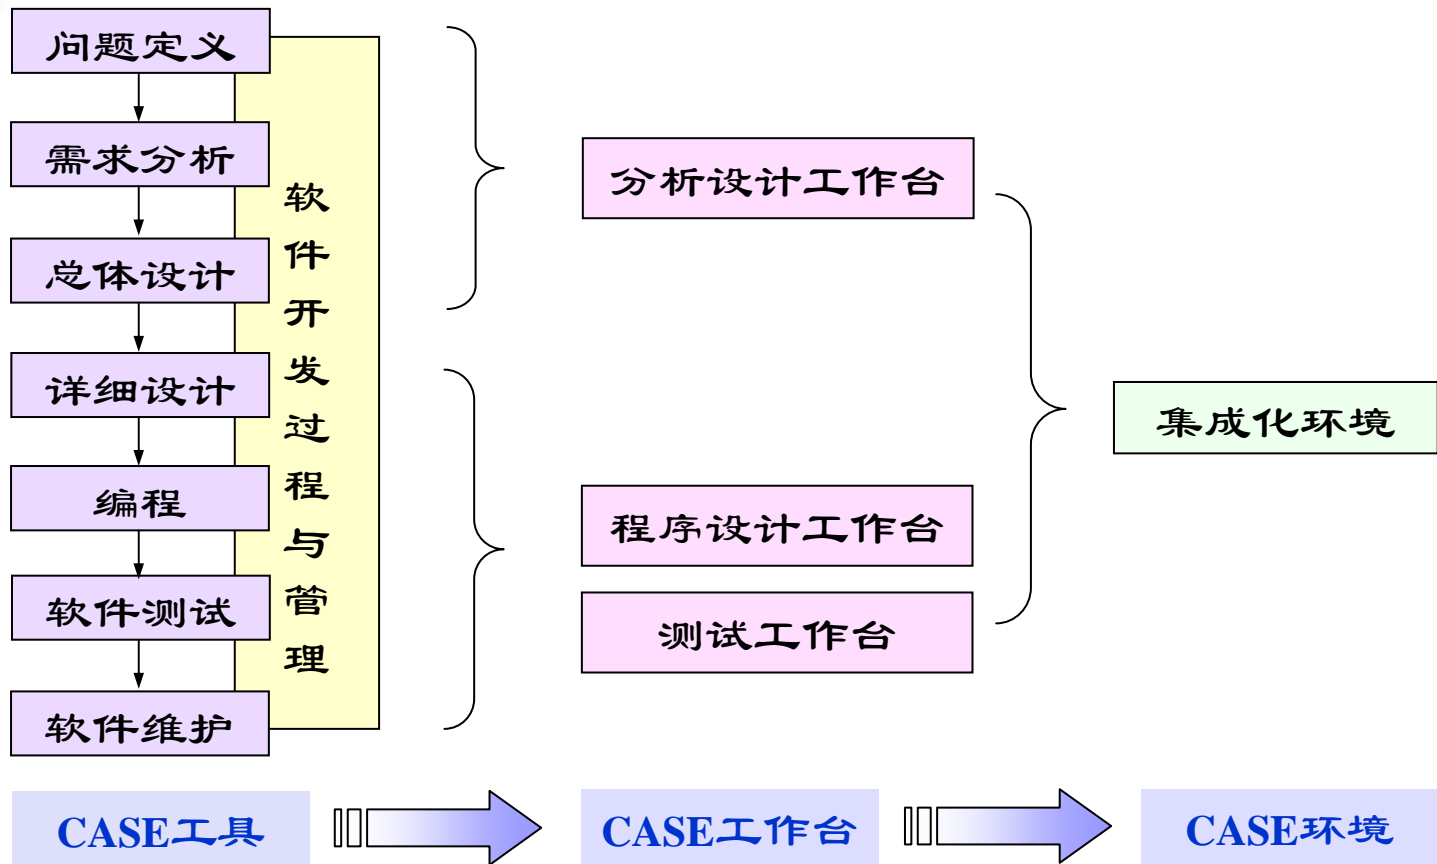 问题定义
需求分析
总体设计
详细设计
编程
软件测试
软件维护
软件开发过程与管理
分析设计工作台
程序设计工作台
测试工作台
集成化环境
CASE工具
CASE工作台
CASE环境